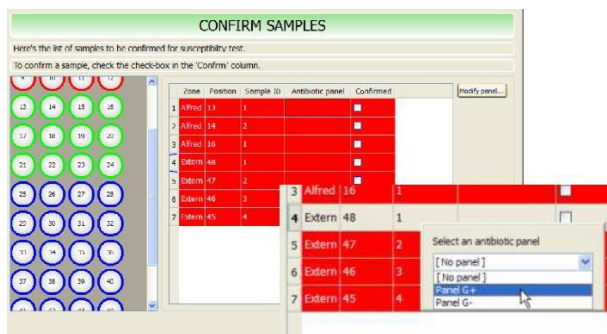 CONFIRM SAMPLES
Here's the list of samples to be confirmed for susceptibility test.
To confirm a sample, check the check-box in the 'Confirm' column.
9 10 11 12
13 14 15 16
17 18 19 20
21 22 23 24
25 26 27 28
29 30 31 32
33 34 35 36
37 38 39 40
Zone Position Sample ID Antibiotic panel Confirmed
1 Alfred 13 1
2 Alfred 14 2
3 Alfred 16 1
4 Extern 48 1
5 Extern 47 2
6 Extern 46 3
7 Extern 45 4
Modify panel...
3 Alfred 16 1
4 Extern 48 1
5 Extern 47 2
6 Extern 46 3
7 Extern 45 4
Select an antibiotic panel
[ No panel ]
[ No panel ]
Panel G+
Panel G-